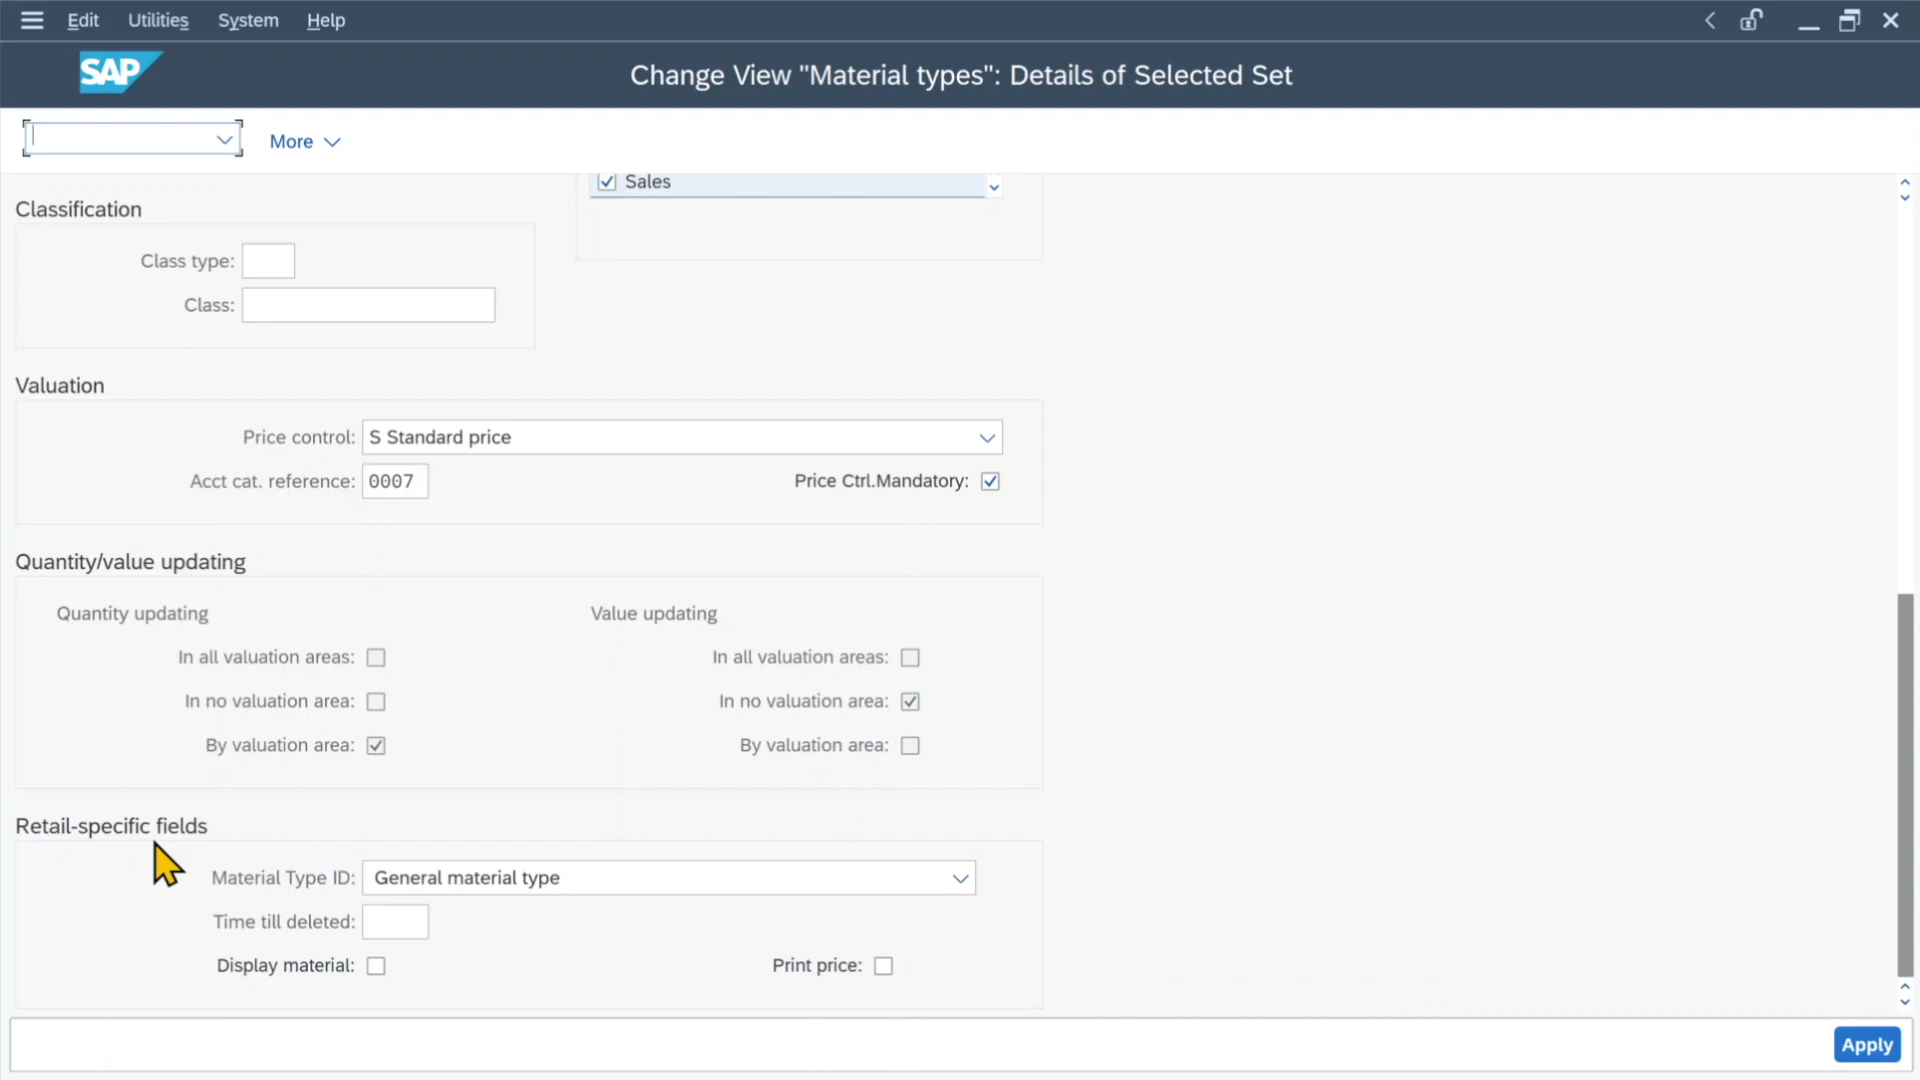 Edit Utilities System Help
SAP
Change View "Material types": Details of Selected Set
More
Sales
Classification
Class type:
Class:
Valuation
Price control: S Standard price
Acct cat. reference: 0007 Price Ctrl.Mandatory:
Quantity/value updating
Quantity updating Value updating
In all valuation areas: In all valuation areas:
In no valuation area: In no valuation area:
By valuation area: By valuation area:
Retail-specific fields
Material Type ID: General material type
Time till deleted:
Display material: Print price:
Apply